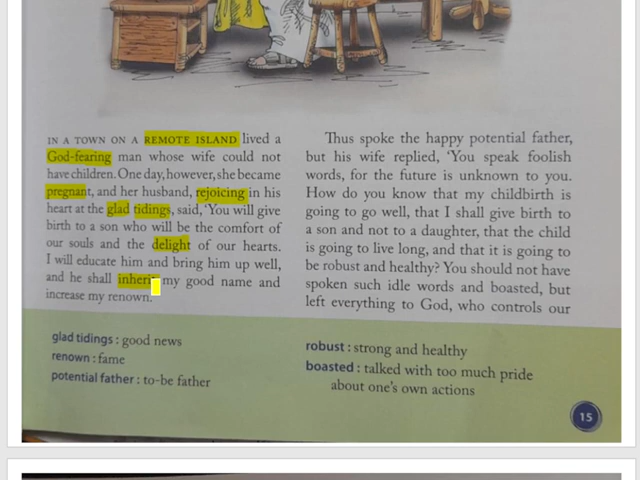 IN A TOWN ON A REMOTE ISLAND lived a
God-fearing man whose wife could not
have children. One day, however, she became
pregnant, and her husband, rejoicing in his
heart at the glad tidings, said, 'You will give
birth to a son who will be the comfort of
our souls and the delight of our hearts.
I will educate him and bring him up well,
and he shall inherit my good name and
increase my renown.'
Thus spoke the happy potential father,
but his wife replied, 'You speak foolish
words, for the future is unknown to you.
How do you know that my childbirth is
going to go well, that I shall give birth to
a son and not to a daughter, that the child
is going to live long, and that it is going to
be robust and healthy? You should not have
spoken such idle words and boasted, but
left everything to God, who controls our
glad tidings : good news
renown : fame
potential father : to-be father
robust : strong and healthy
boasted : talked with too much pride
about one's own actions
15